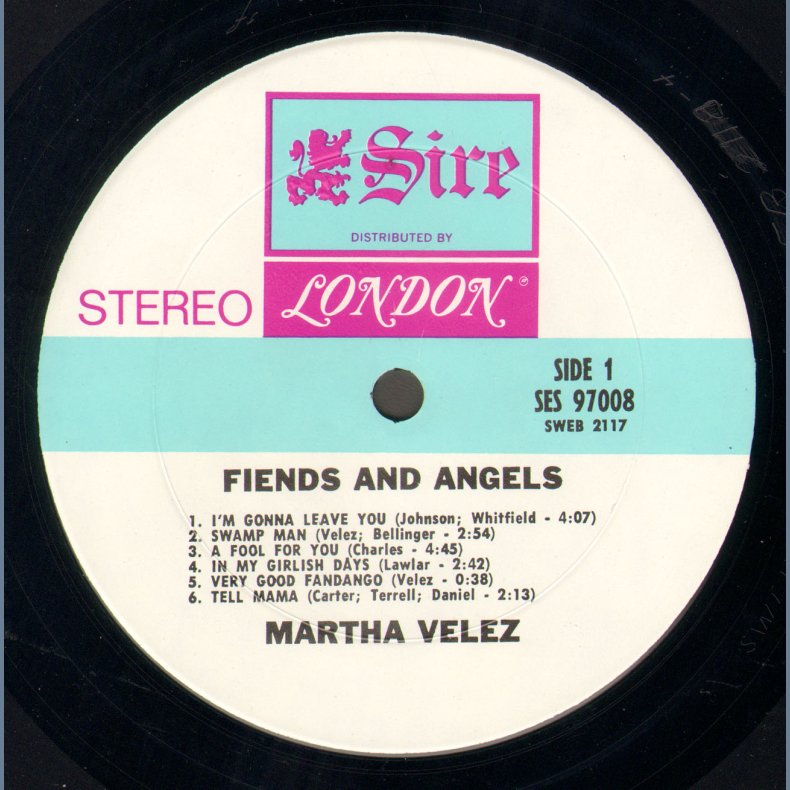 Sire
DISTRIBUTED BY
LONDON®
STEREO
SIDE 1
SES 97008
SWEB 2117
FIENDS AND ANGELS
1. I'M GONNA LEAVE YOU (Johnson; Whitfield - 4:07)
2. SWAMP MAN (Velez; Bellinger - 2:54)
3. A FOOL FOR YOU (Charles - 4:45)
4. IN MY GIRLISH DAYS (Lawlar - 2:42)
5. VERY GOOD FANDANGO (Velez - 0:38)
6. TELL MAMA (Carter; Terrell; Daniel - 2:13)
MARTHA VELEZ